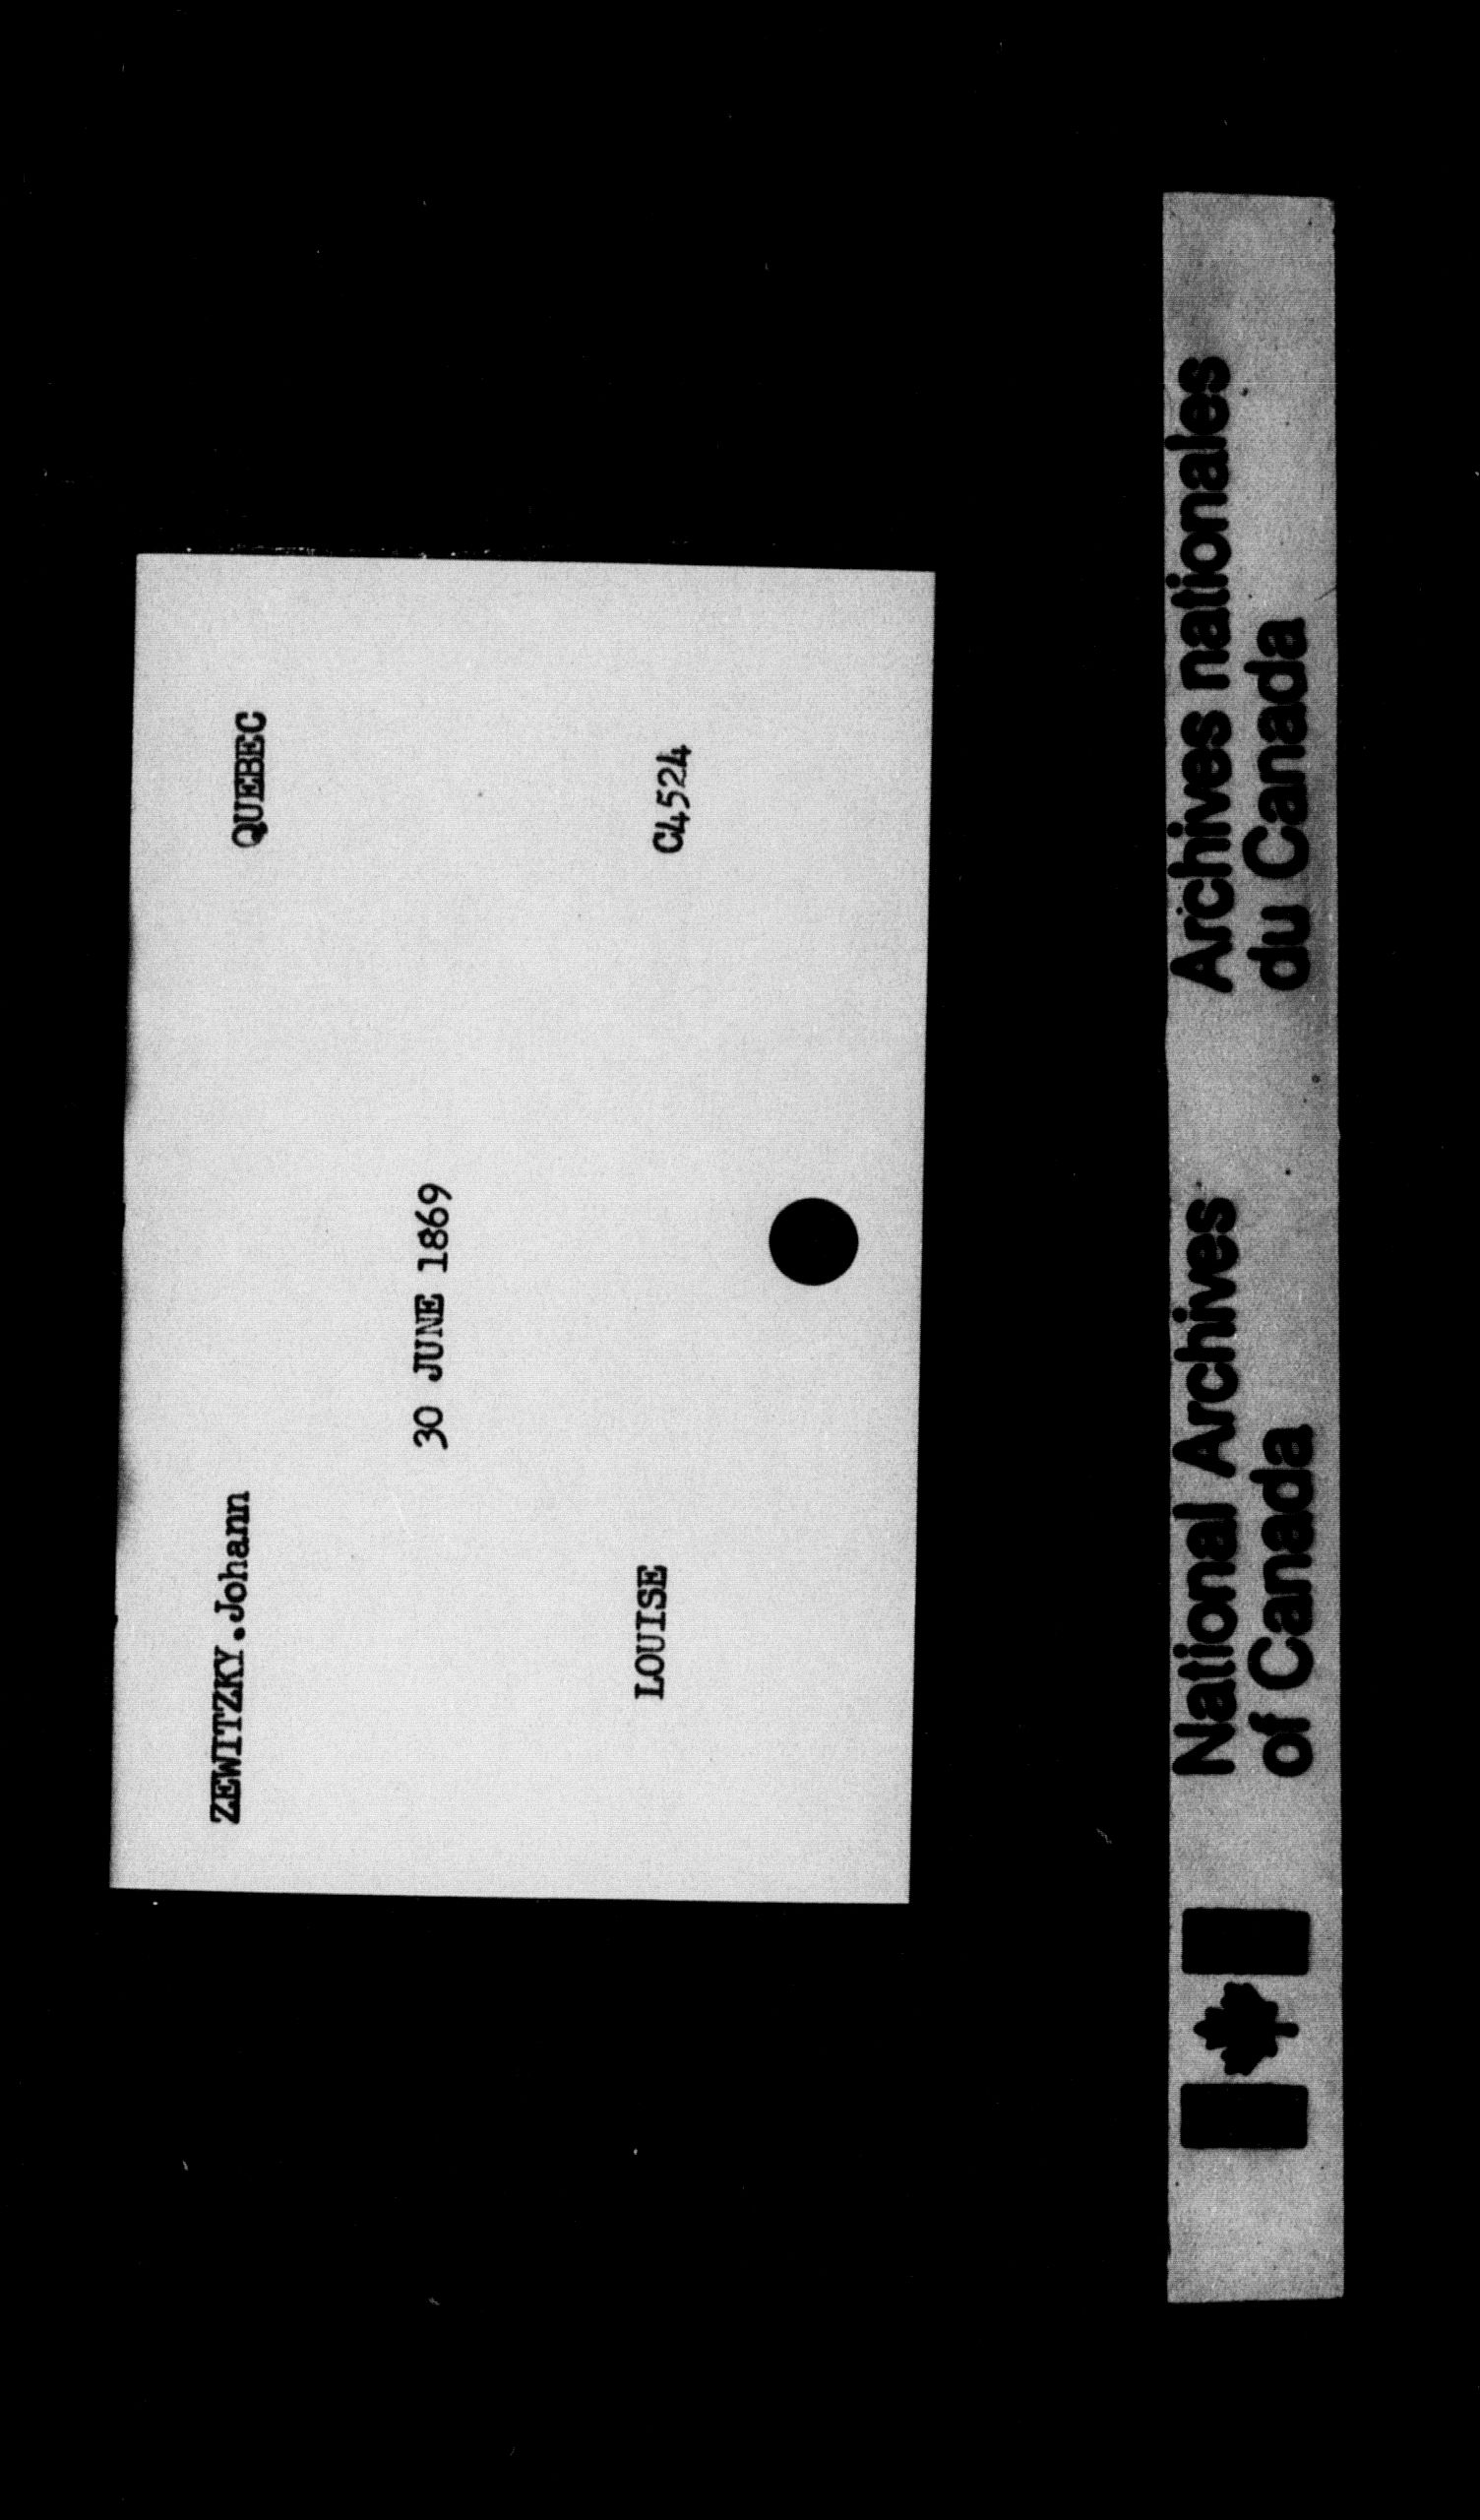 ZEWITZKY.Johann QUEBEC
30 JUNE 1869
LOUISE C4524
National Archives
of Canada
Archives nationales
du Canada